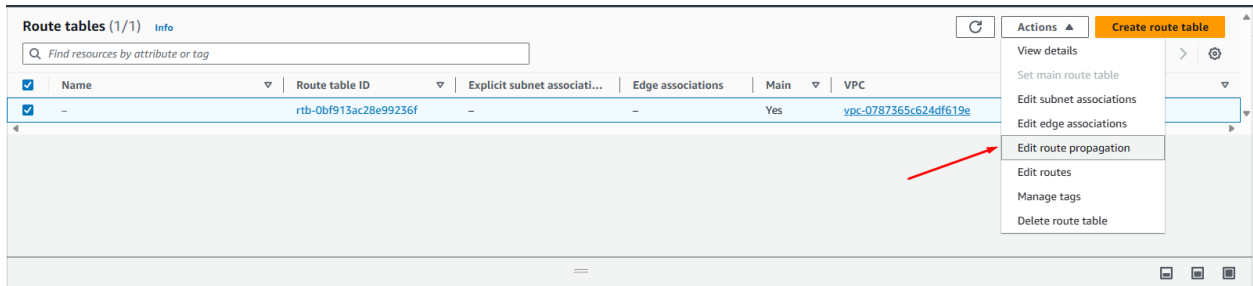 Route tables (1/1) Info
Actions
Create route table
Find resources by attribute or tag
Name
Route table ID
Explicit subnet associati...
Edge associations
Main
VPC
–
rtb-0bf913ac28e99236f
–
–
Yes
vpc-0787365c624df619e
View details
Set main route table
Edit subnet associations
Edit edge associations
Edit route propagation
Edit routes
Manage tags
Delete route table